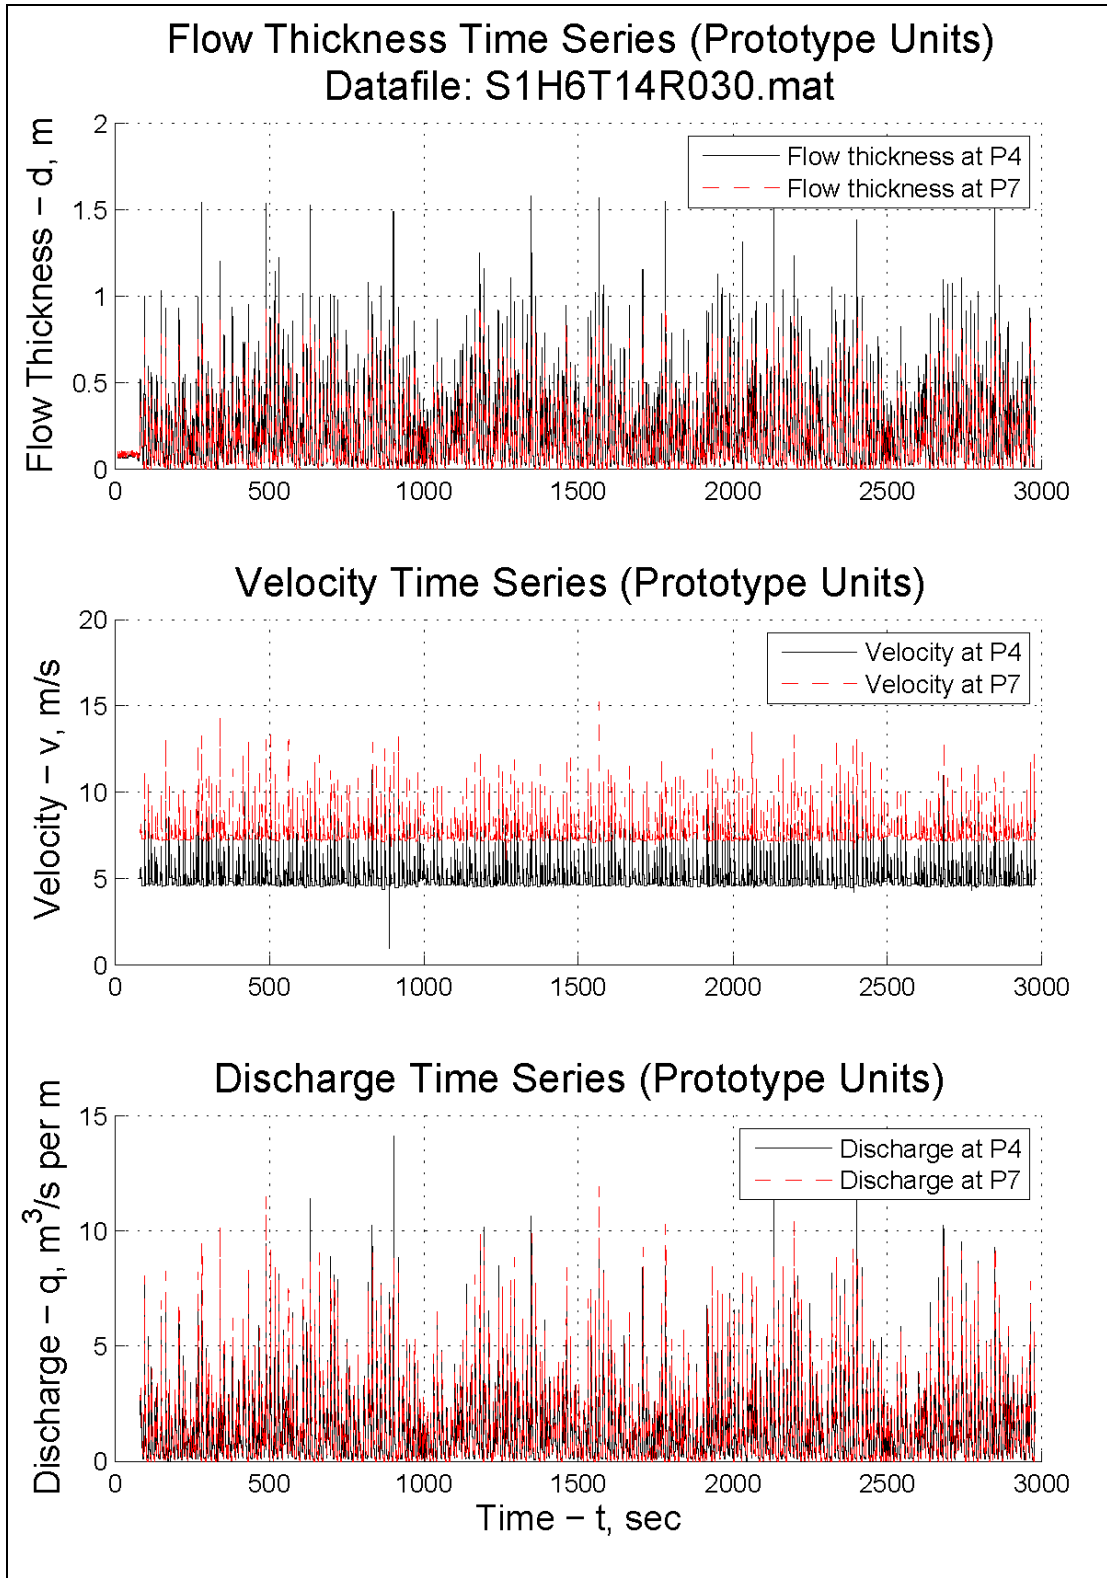 Flow Thickness Time Series (Prototype Units)
Datafile: S1H6T14R030.mat
Flow Thickness − d, m
2
1.5
1
0.5
0
Flow thickness at P4
Flow thickness at P7
0 500 1000 1500 2000 2500 3000
Velocity Time Series (Prototype Units)
Velocity − v, m/s
20
15
10
5
0
Velocity at P4
Velocity at P7
0 500 1000 1500 2000 2500 3000
Discharge Time Series (Prototype Units)
Discharge − q, m³/s per m
15
10
5
0
Discharge at P4
Discharge at P7
0 500 1000 1500 2000 2500 3000
Time − t, sec